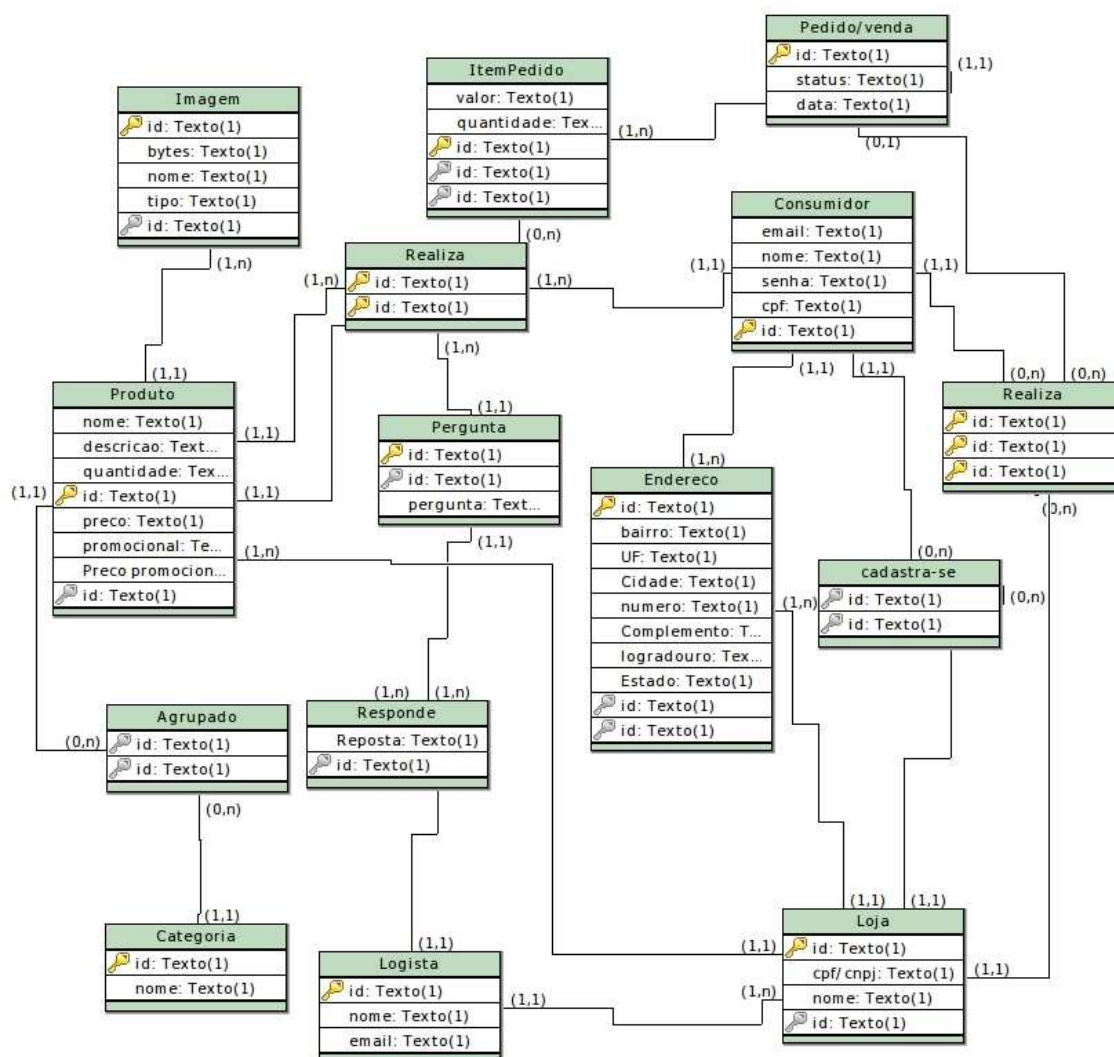 Pedido/venda
id: Texto(1)
status: Texto(1)
data: Texto(1)
(1,1)
(0,1)
ItemPedido
valor: Texto(1)
quantidade: Tex...
id: Texto(1)
id: Texto(1)
id: Texto(1)
(1,n)
(0,n)
Imagem
id: Texto(1)
bytes: Texto(1)
nome: Texto(1)
tipo: Texto(1)
id: Texto(1)
(1,n)
(1,1)
Consumidor
email: Texto(1)
nome: Texto(1)
senha: Texto(1)
cpf: Texto(1)
id: Texto(1)
(1,1)
(1,1)
(1,1)
(1,1)
Realiza
id: Texto(1)
id: Texto(1)
(1,n)
(1,n)
(1,n)
Produto
nome: Texto(1)
descricao: Text...
quantidade: Tex...
id: Texto(1)
preco: Texto(1)
promocional: Te...
Preco promocion...
id: Texto(1)
(1,1)
(1,1)
(1,1)
(1,n)
Pergunta
id: Texto(1)
id: Texto(1)
pergunta: Text...
(1,1)
(1,1)
Realiza
id: Texto(1)
id: Texto(1)
id: Texto(1)
(0,n)
(0,n)
(0,n)
Endereco
id: Texto(1)
bairro: Texto(1)
UF: Texto(1)
Cidade: Texto(1)
numero: Texto(1)
Complemento: T...
logradouro: Tex...
Estado: Texto(1)
id: Texto(1)
id: Texto(1)
(1,n)
(1,n)
cadastra-se
id: Texto(1)
id: Texto(1)
(0,n)
(0,n)
Agrupado
id: Texto(1)
id: Texto(1)
(0,n)
(0,n)
Responde
Reposta: Texto(1)
id: Texto(1)
(1,n)
(1,n)
Categoria
id: Texto(1)
nome: Texto(1)
(1,1)
Logista
id: Texto(1)
nome: Texto(1)
email: Texto(1)
(1,1)
(1,1)
Loja
id: Texto(1)
cpf/cnpj: Texto(1)
nome: Texto(1)
id: Texto(1)
(1,1)
(1,1)
(1,1)
(1,n)
(1,1)